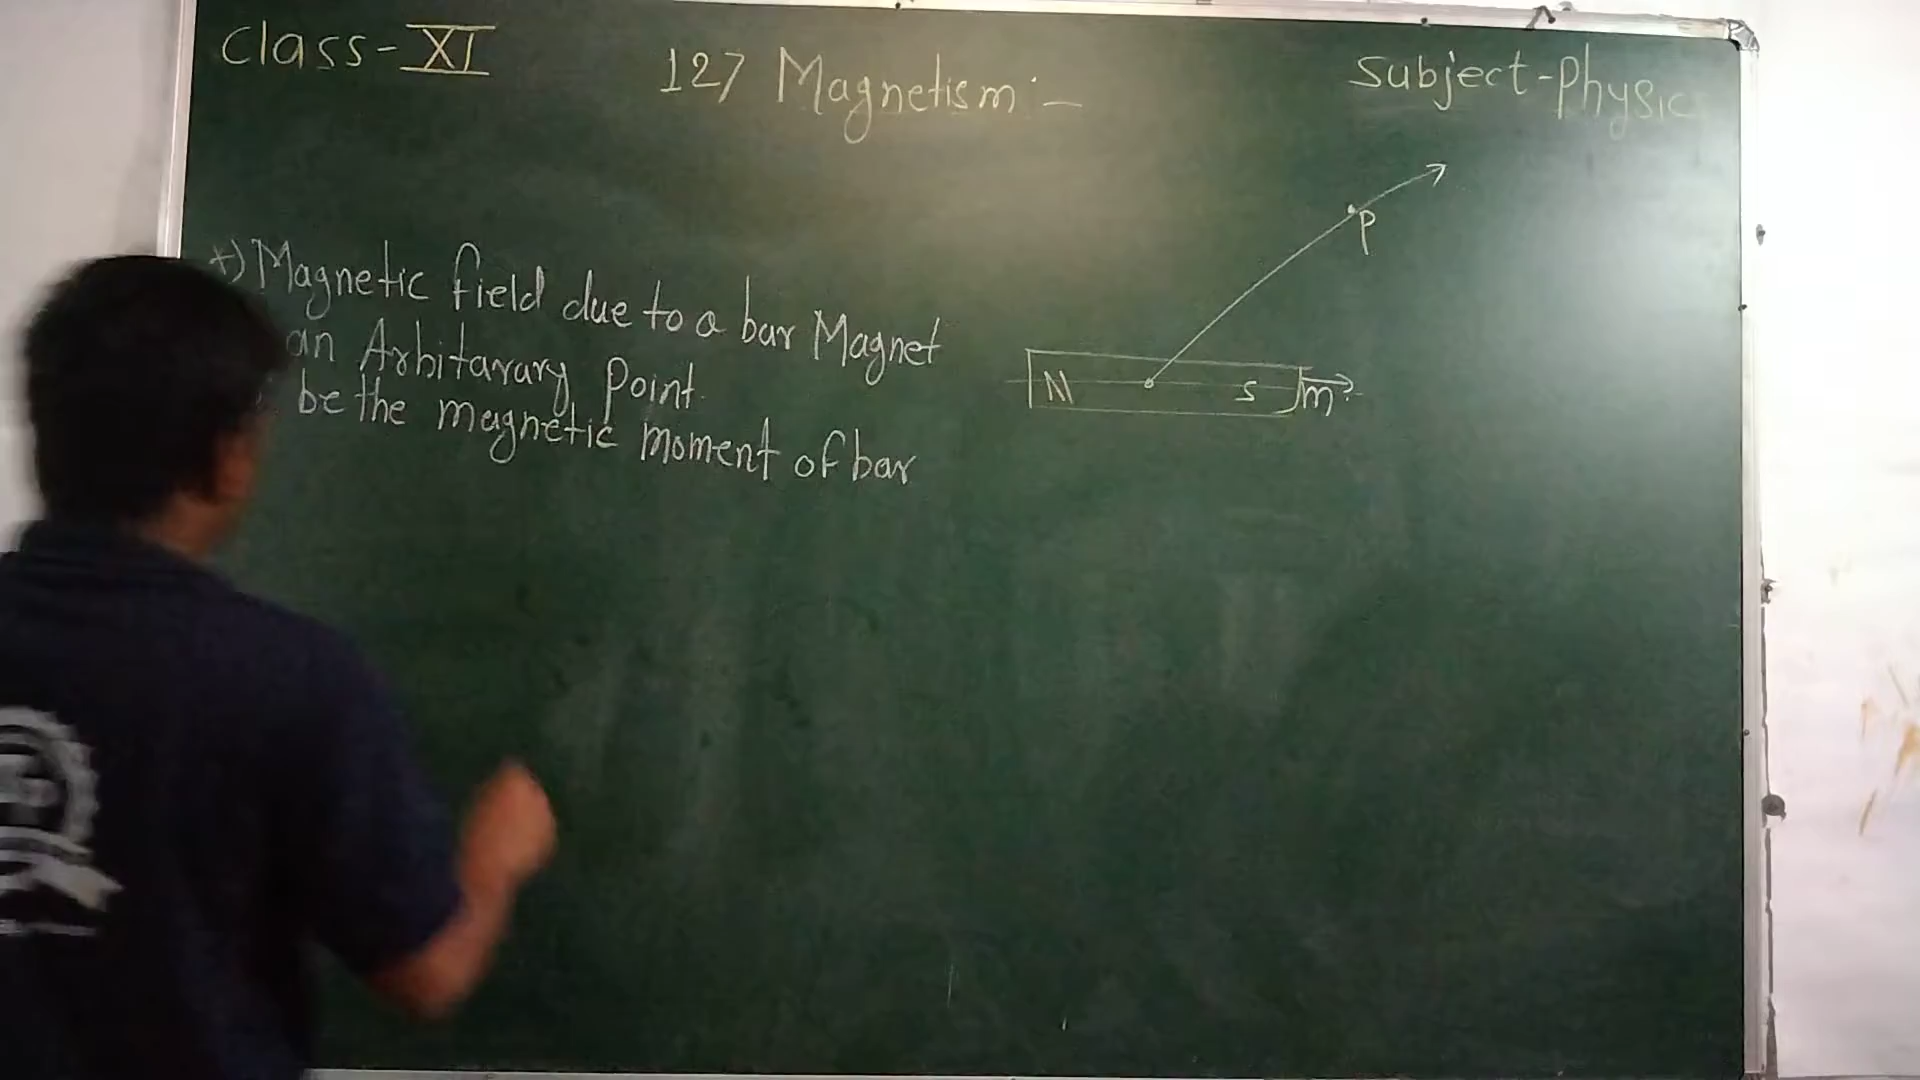 Class-XI
127 Magnetism:-
Subject-Physic
*) Magnetic field due to a bar Magnet
an Arbitarary Point.
be the magnetic moment of bar
P
N S m